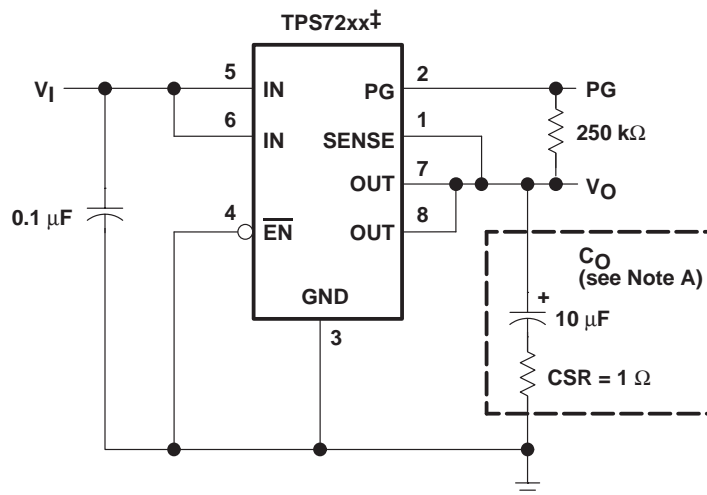 TPS72xx‡
VI
5
IN
PG
2
PG
6
IN
SENSE
1
250 kΩ
OUT
7
VO
0.1 µF
4
EN
OUT
8
CO
(see Note A)
GND
+
10 µF
3
CSR = 1 Ω